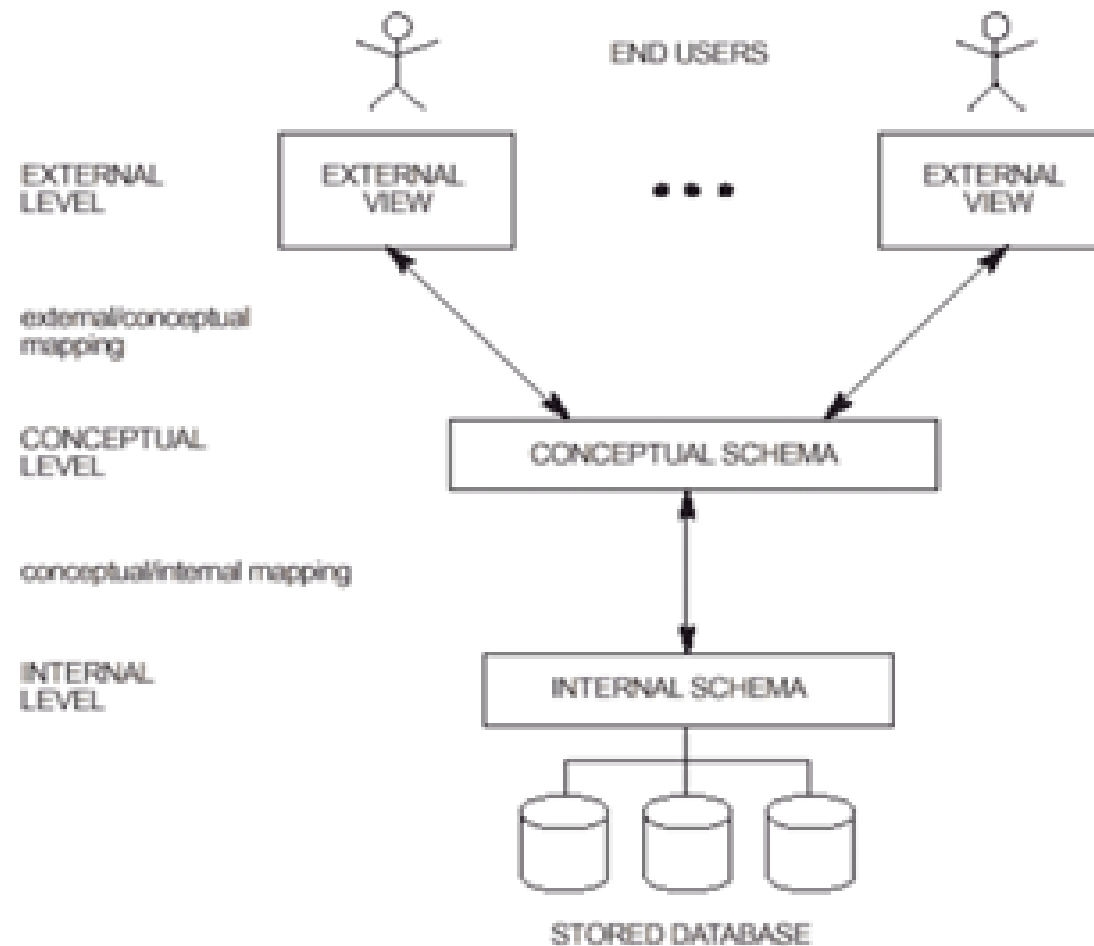 END USERS
EXTERNAL
LEVEL
EXTERNAL
VIEW
EXTERNAL
VIEW
external/conceptual
mapping
CONCEPTUAL
LEVEL
CONCEPTUAL SCHEMA
conceptual/internal mapping
INTERNAL
LEVEL
INTERNAL SCHEMA
STORED DATABASE